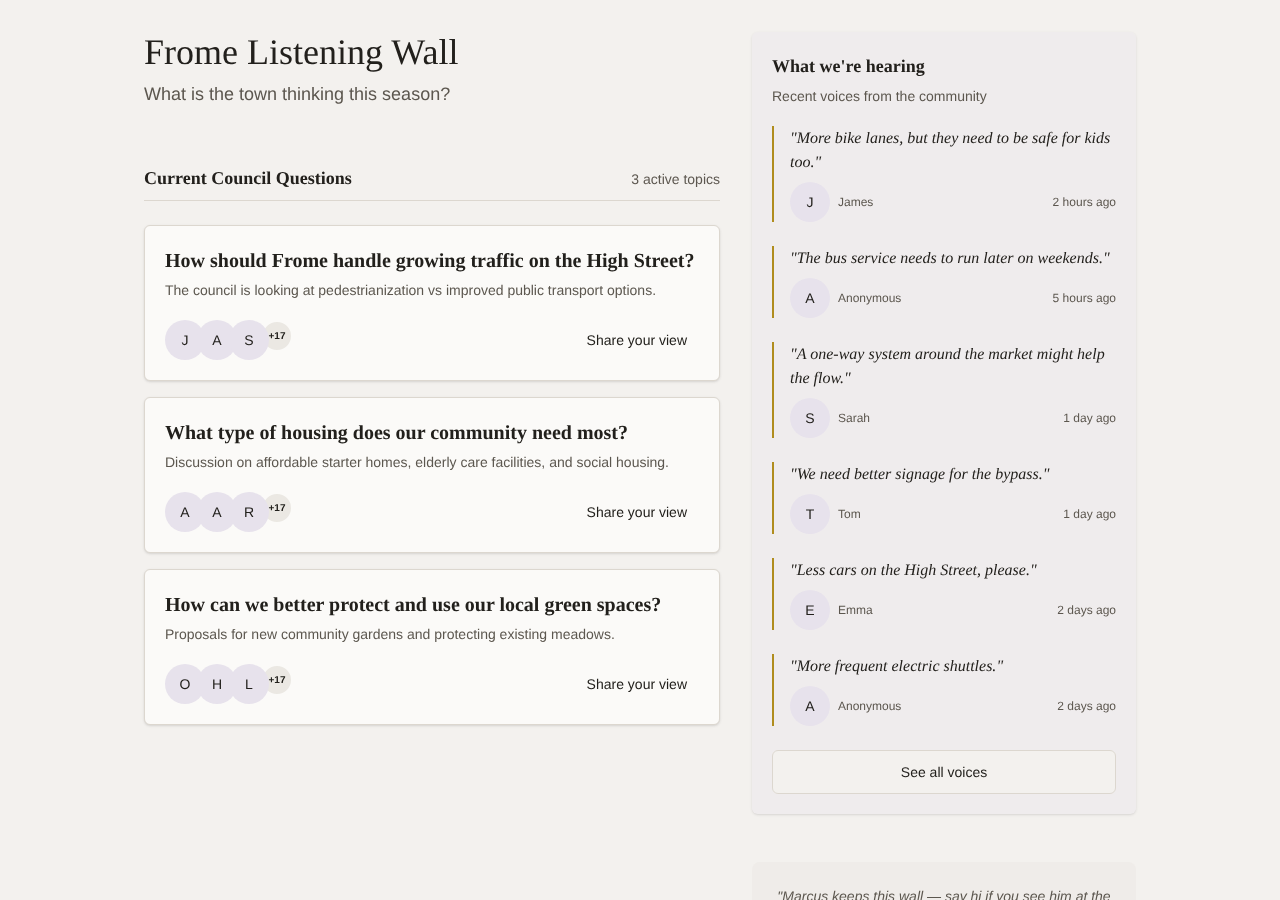 Frome Listening Wall
What is the town thinking this season?
Current Council Questions
3 active topics
How should Frome handle growing traffic on the High Street?
The council is looking at pedestrianization vs improved public transport options.
J A S +17
Share your view
What type of housing does our community need most?
Discussion on affordable starter homes, elderly care facilities, and social housing.
A A R +17
Share your view
How can we better protect and use our local green spaces?
Proposals for new community gardens and protecting existing meadows.
O H L +17
Share your view
What we're hearing
Recent voices from the community
"More bike lanes, but they need to be safe for kids
too."
J James 2 hours ago
"The bus service needs to run later on weekends."
A Anonymous 5 hours ago
"A one-way system around the market might help
the flow."
S Sarah 1 day ago
"We need better signage for the bypass."
T Tom 1 day ago
"Less cars on the High Street, please."
E Emma 2 days ago
"More frequent electric shuttles."
A Anonymous 2 days ago
See all voices
"Marcus keeps this wall — say hi if you see him at the